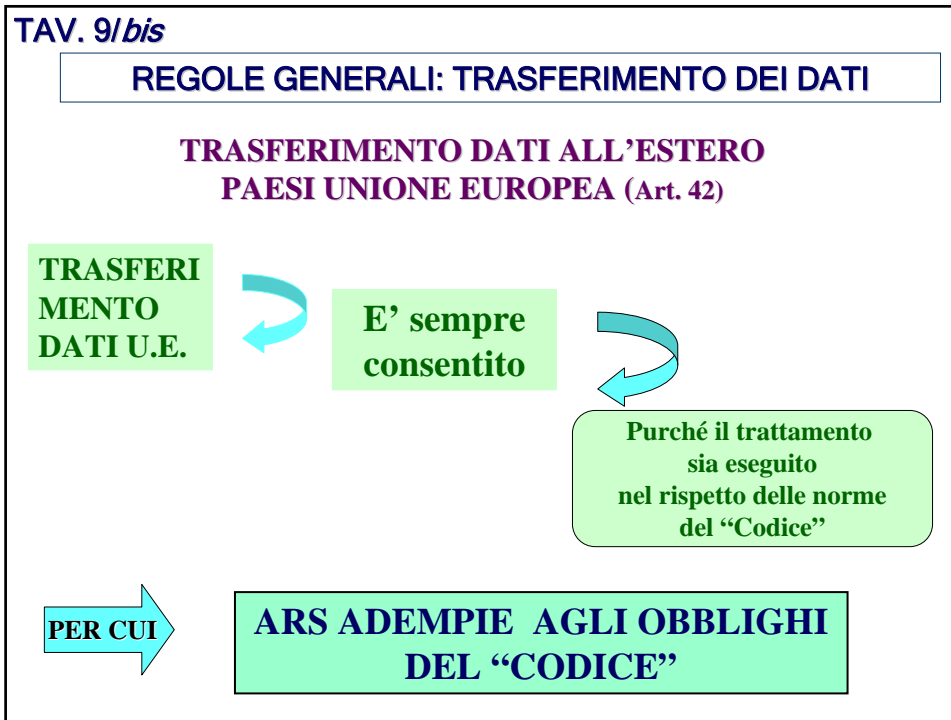 TAV. 9/bis
REGOLE GENERALI: TRASFERIMENTO DEI DATI
TRASFERIMENTO DATI ALL’ESTERO
PAESI UNIONE EUROPEA (Art. 42)
TRASFERI
MENTO
DATI U.E.
E’ sempre
consentito
Purché il trattamento
sia eseguito
nel rispetto delle norme
del “Codice”
PER CUI
ARS ADEMPIE AGLI OBBLIGHI
DEL “CODICE”